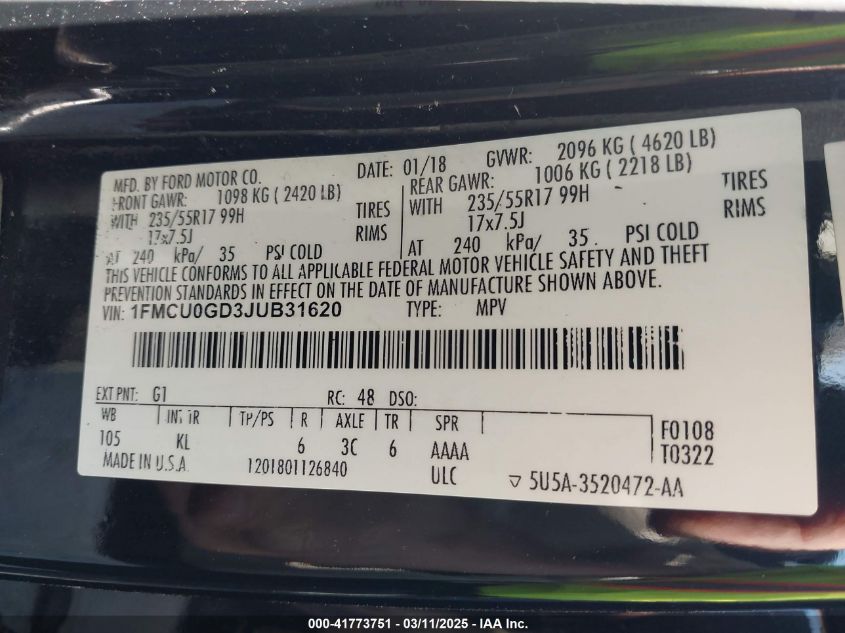 MFD. BY FORD MOTOR CO. DATE: 01/18 GVWR: 2096 KG ( 4620 LB)
FRONT GAWR: 1098 KG ( 2420 LB) REAR GAWR: 1006 KG ( 2218 LB)
WITH 235/55R17 99H TIRES WITH 235/55R17 99H TIRES
17x7.5J RIMS 17x7.5J RIMS
AT 240 kPa/ 35 PSI COLD AT 240 kPa/ 35 PSI COLD
THIS VEHICLE CONFORMS TO ALL APPLICABLE FEDERAL MOTOR VEHICLE SAFETY AND THEFT
PREVENTION STANDARDS IN EFFECT ON THE DATE OF MANUFACTURE SHOWN ABOVE.
VIN: 1FMCU0GD3JUB31620 TYPE: MPV
EXT PNT: G1 RC: 48 DSO:
WB INT TR TP/PS R AXLE TR SPR
105 KL 6 3C 6 AAAA
F0108
T0322
MADE IN U.S.A. 1201801126840 ULC ▽ 5U5A-3520472-AA
000-41773751 - 03/11/2025 - IAA Inc.